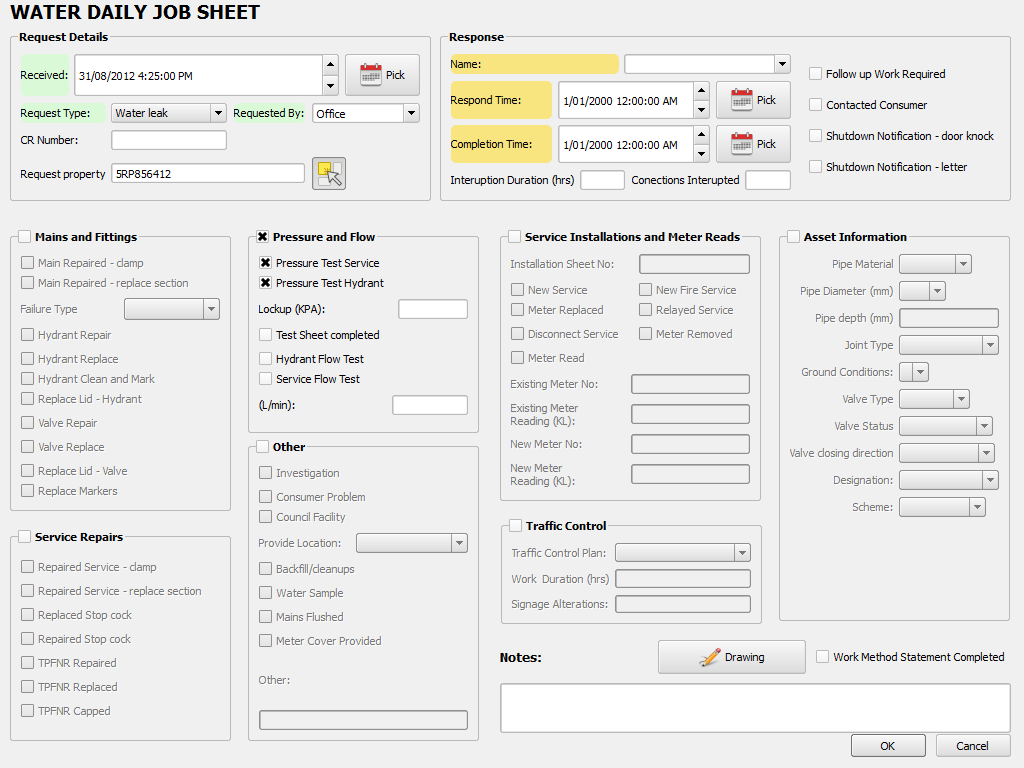 WATER DAILY JOB SHEET
Request Details
Received: 31/08/2012 4:25:00 PM Pick
Request Type: Water leak Requested By: Office
CR Number:
Request property 5RP856412
Response
Name:
Respond Time: 1/01/2000 12:00:00 AM Pick
Completion Time: 1/01/2000 12:00:00 AM Pick
Interuption Duration (hrs) Conections Interupted
Follow up Work Required
Contacted Consumer
Shutdown Notification - door knock
Shutdown Notification - letter
Mains and Fittings
Main Repaired - clamp
Main Repaired - replace section
Failure Type
Hydrant Repair
Hydrant Replace
Hydrant Clean and Mark
Replace Lid - Hydrant
Valve Repair
Valve Replace
Replace Lid - Valve
Replace Markers
Service Repairs
Repaired Service - clamp
Repaired Service - replace section
Replaced Stop cock
Repaired Stop cock
TPFNR Repaired
TPFNR Replaced
TPFNR Capped
Pressure and Flow
Pressure Test Service
Pressure Test Hydrant
Lockup (KPA):
Test Sheet completed
Hydrant Flow Test
Service Flow Test
(L/min):
Other
Investigation
Consumer Problem
Council Facility
Provide Location:
Backfill/cleanups
Water Sample
Mains Flushed
Meter Cover Provided
Other:
Service Installations and Meter Reads
Installation Sheet No:
New Service New Fire Service
Meter Replaced Relayed Service
Disconnect Service Meter Removed
Meter Read
Existing Meter No:
Existing Meter
Reading (KL):
New Meter No:
New Meter
Reading (KL):
Traffic Control
Traffic Control Plan:
Work Duration (hrs)
Signage Alterations:
Asset Information
Pipe Material
Pipe Diameter (mm)
Pipe depth (mm)
Joint Type
Ground Conditions:
Valve Type
Valve Status
Valve closing direction
Designation:
Scheme:
Notes: Drawing Work Method Statement Completed
OK Cancel